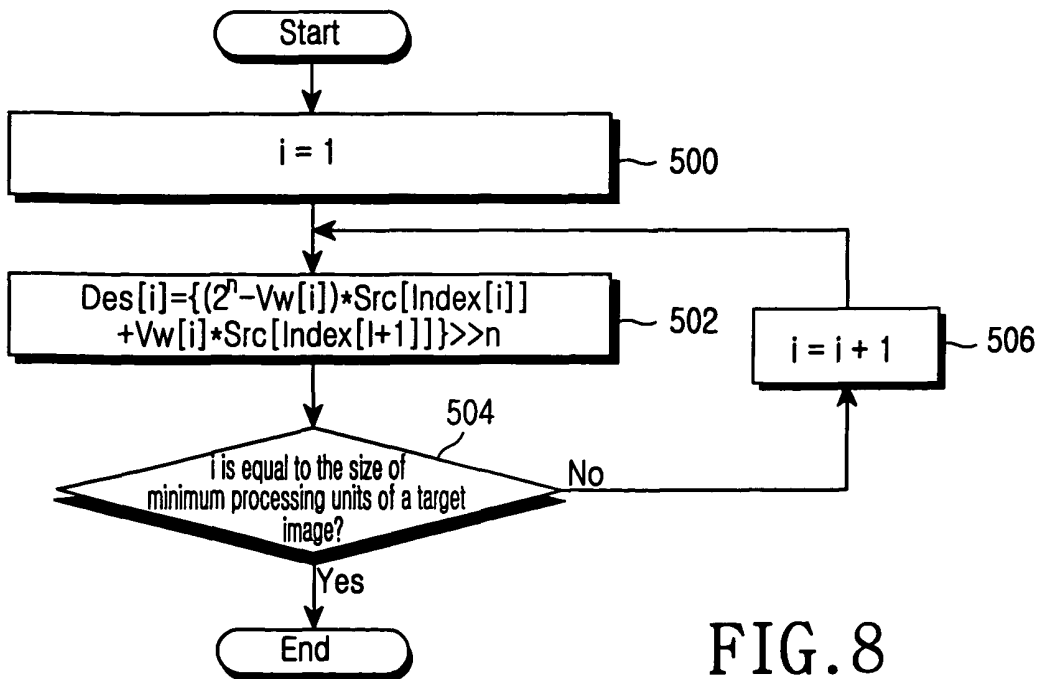 Start
i = 1
500
Des[i]={(2ⁿ-Vw[i])*Src[Index[i]]
+Vw[i]*Src[Index[I+1]]}>>n
502
i = i + 1
506
504
i is equal to the size of
minimum processing units of a target
image?
No
Yes
End
FIG.8